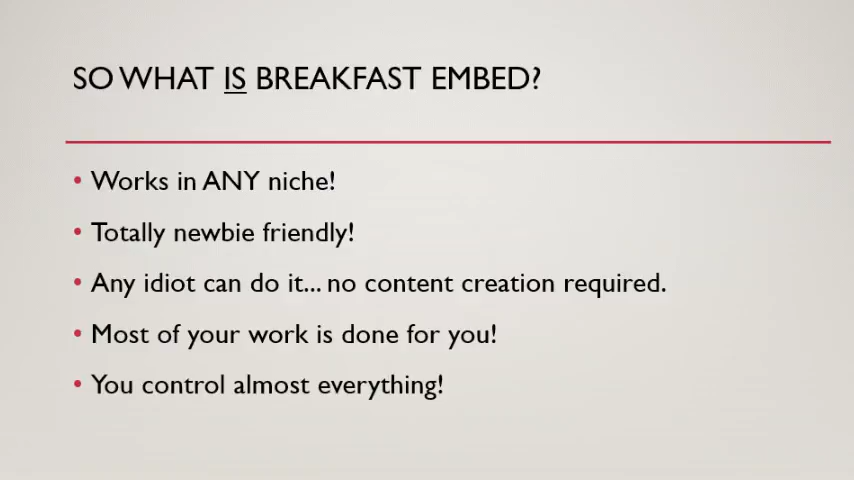 SO WHAT IS BREAKFAST EMBED?
• Works in ANY niche!
• Totally newbie friendly!
• Any idiot can do it... no content creation required.
• Most of your work is done for you!
• You control almost everything!